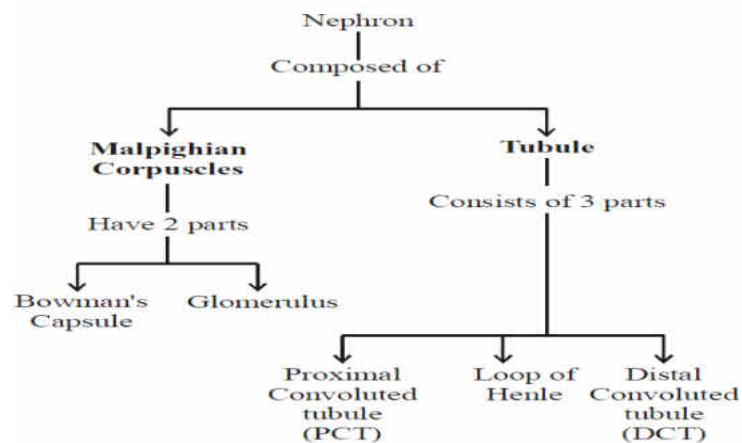 Nephron
Composed of
Malpighian
Corpuscles
Tubule
Have 2 parts
Consists of 3 parts
Bowman's
Capsule
Glomerulus
Proximal
Convoluted
tubule
(PCT)
Loop of
Henle
Distal
Convoluted
tubule
(DCT)